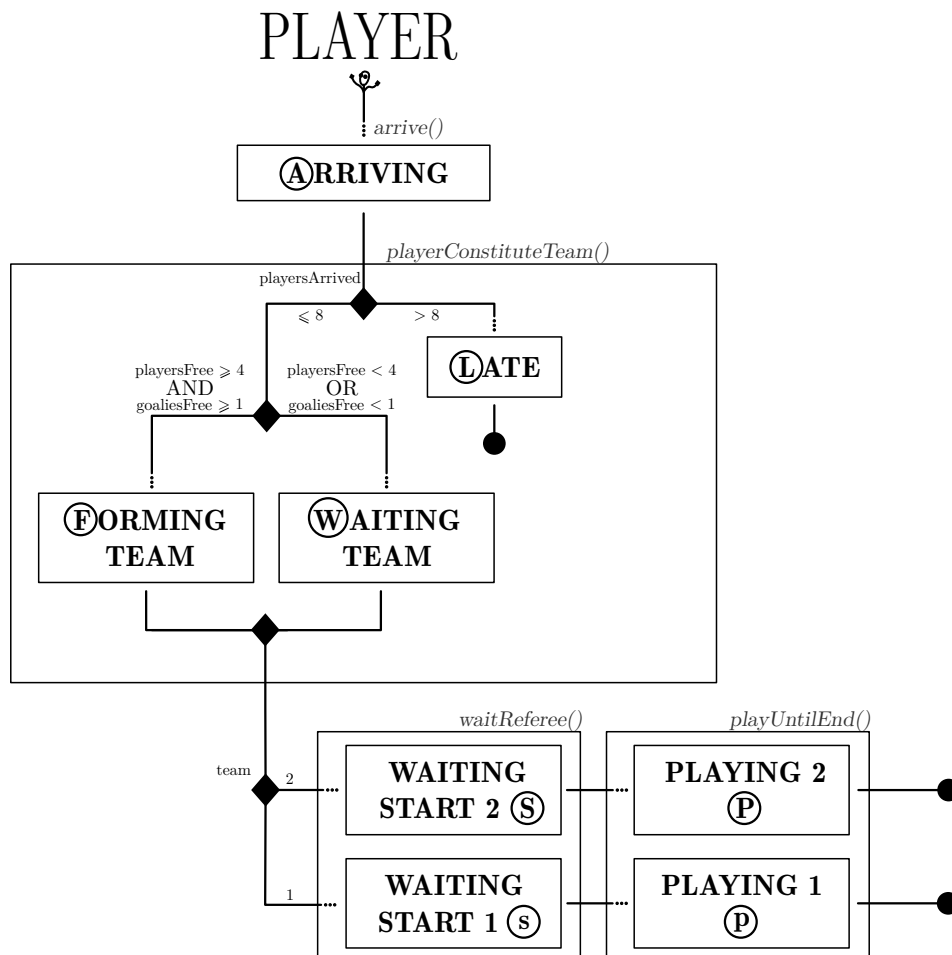 PLAYER
arrive()
ARRIVING
playerConstituteTeam()
playersArrived
⩽ 8
> 8
LATE
playersFree ⩾ 4
AND
goaliesFree ⩾ 1
playersFree < 4
OR
goaliesFree < 1
FORMING
TEAM
WAITING
TEAM
waitReferee()
playUntilEnd()
team
2
WAITING
START 2 S
PLAYING 2
P
1
WAITING
START 1 s
PLAYING 1
p